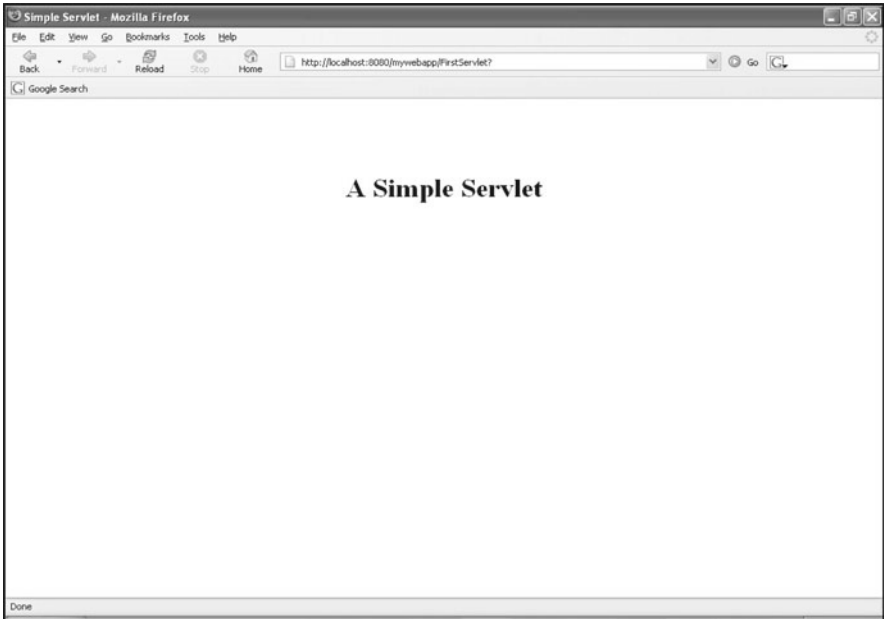 Simple Servlet - Mozilla Firefox
File Edit View Go Bookmarks Tools Help
Back Forward Reload Stop Home http://localhost:8080/mywebapp/FirstServlet? Go G
G Google Search
A Simple Servlet
Done